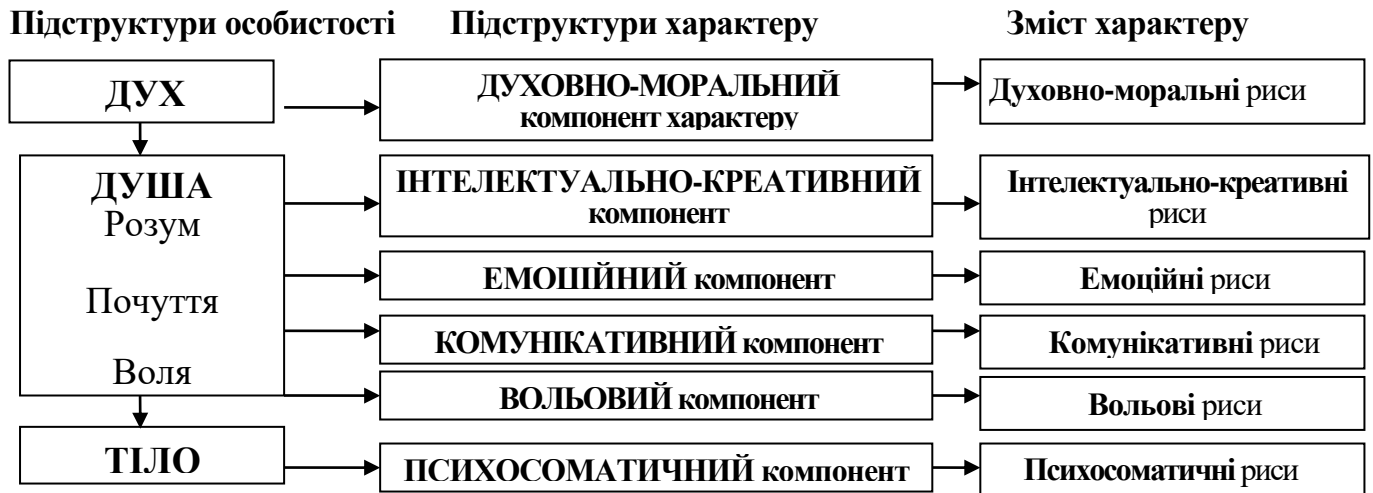 Підструктури особистості Підструктури характеру Зміст характеру
ДУХ
ДУХОВНО-МОРАЛЬНИЙ
компонент характеру
Духовно-моральні риси
ДУША
Розум
Почуття
Воля
ІНТЕЛЕКТУАЛЬНО-КРЕАТИВНИЙ
компонент
Інтелектуально-креативні
риси
ЕМОШІЙНИЙ компонент
Емоційні риси
КОМУНІКАТИВНИЙ компонент
Комунікативні риси
ВОЛЬОВИЙ компонент
Вольові риси
ТІЛО
ПСИХОСОМАТИЧНИЙ компонент
Психосоматичні риси